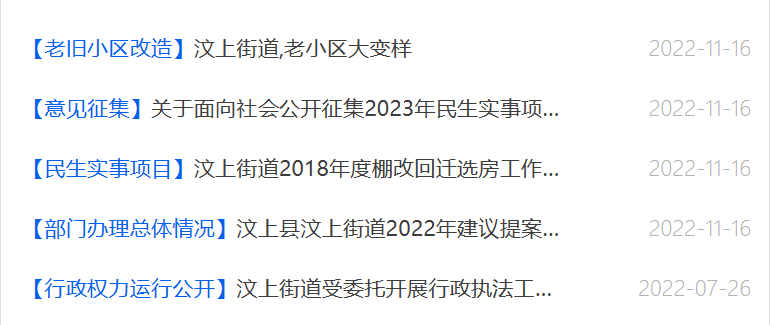 【老旧小区改造】汶上街道,老小区大变样 2022-11-16
【意见征集】关于面向社会公开征集2023年民生实事项... 2022-11-16
【民生实事项目】汶上街道2018年度棚改回迁选房工作... 2022-11-16
【部门办理总体情况】汶上县汶上街道2022年建议提案... 2022-11-16
【行政权力运行公开】汶上街道受委托开展行政执法工... 2022-07-26